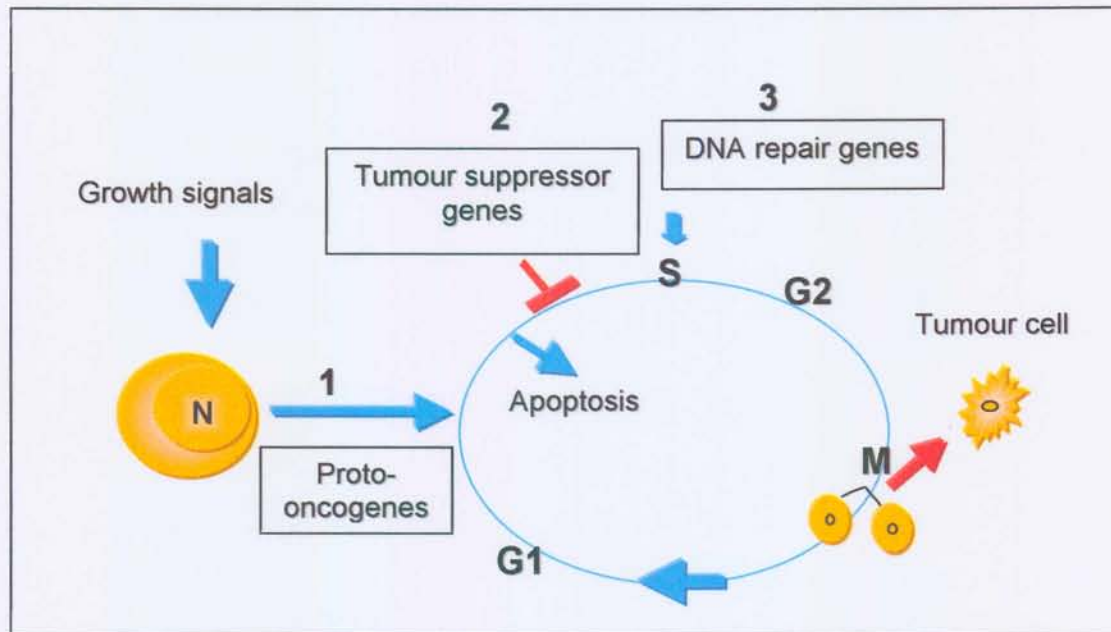 2
3
Tumour suppressor
genes
DNA repair genes
Growth signals
S
G2
Tumour cell
N
1
Apoptosis
Proto-
oncogenes
M
o
o
G1